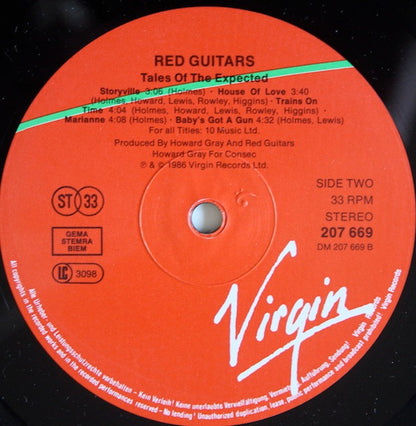 RED GUITARS
Tales Of The Expected
Storyville 3:06 (Holmes) · House Of Love 3:40
(Holmes, Howard, Lewis, Rowley, Higgins) · Trains On
Time 4:04 (Holmes, Howard, Lewis, Rowley, Higgins) ·
Marianne 4:08 (Holmes) · Baby's Got A Gun 4:32 (Holmes, Lewis)
For all Titles: 10 Music Ltd.
Produced By Howard Gray And Red Guitars
Howard Gray For Consec
℗ & © 1986 Virgin Records Ltd.
ST 33
GEMA
STEMRA
BIEM
LC 3098
SIDE TWO
33 RPM
STEREO
207 669
DM 207 669 B
Virgin
Alle Urheber- und Leistungsschutzrechte vorbehalten – Kein Verleih! Keine unerlaubte Vervielfältigung, Vermietung, Aufführung, Sendung! Virgin Records
All copyrights in the recorded works and in the recorded performances reserved – No lending! Unauthorized duplication, lease, public performance and broadcast prohibited! Virgin Records